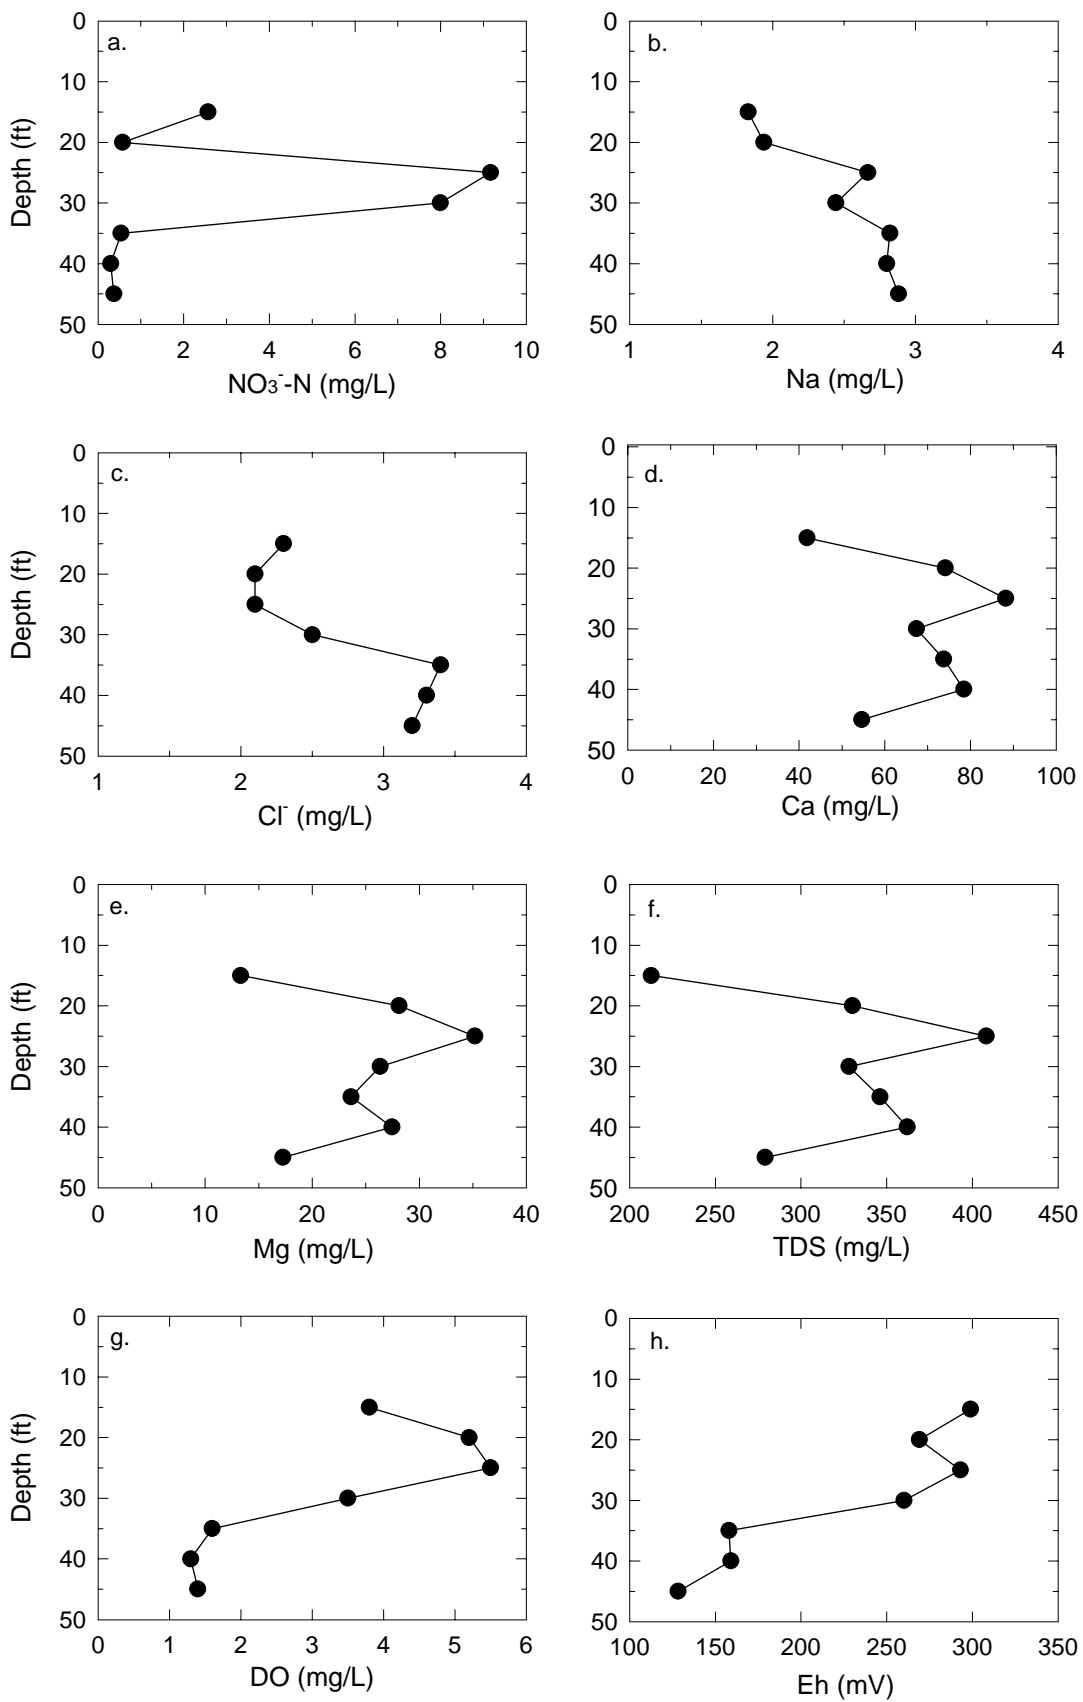 0
10
20
30
40
50
Depth (ft)
a.
0 2 4 6 8 10
NO3⁻-N (mg/L)
0
10
20
30
40
50
b.
1 2 3 4
Na (mg/L)
0
10
20
30
40
50
Depth (ft)
c.
1 2 3 4
Cl⁻ (mg/L)
0
10
20
30
40
50
d.
0 20 40 60 80 100
Ca (mg/L)
0
10
20
30
40
50
Depth (ft)
e.
0 10 20 30 40
Mg (mg/L)
0
10
20
30
40
50
f.
200 250 300 350 400 450
TDS (mg/L)
0
10
20
30
40
50
Depth (ft)
g.
0 1 2 3 4 5 6
DO (mg/L)
0
10
20
30
40
50
h.
100 150 200 250 300 350
Eh (mV)